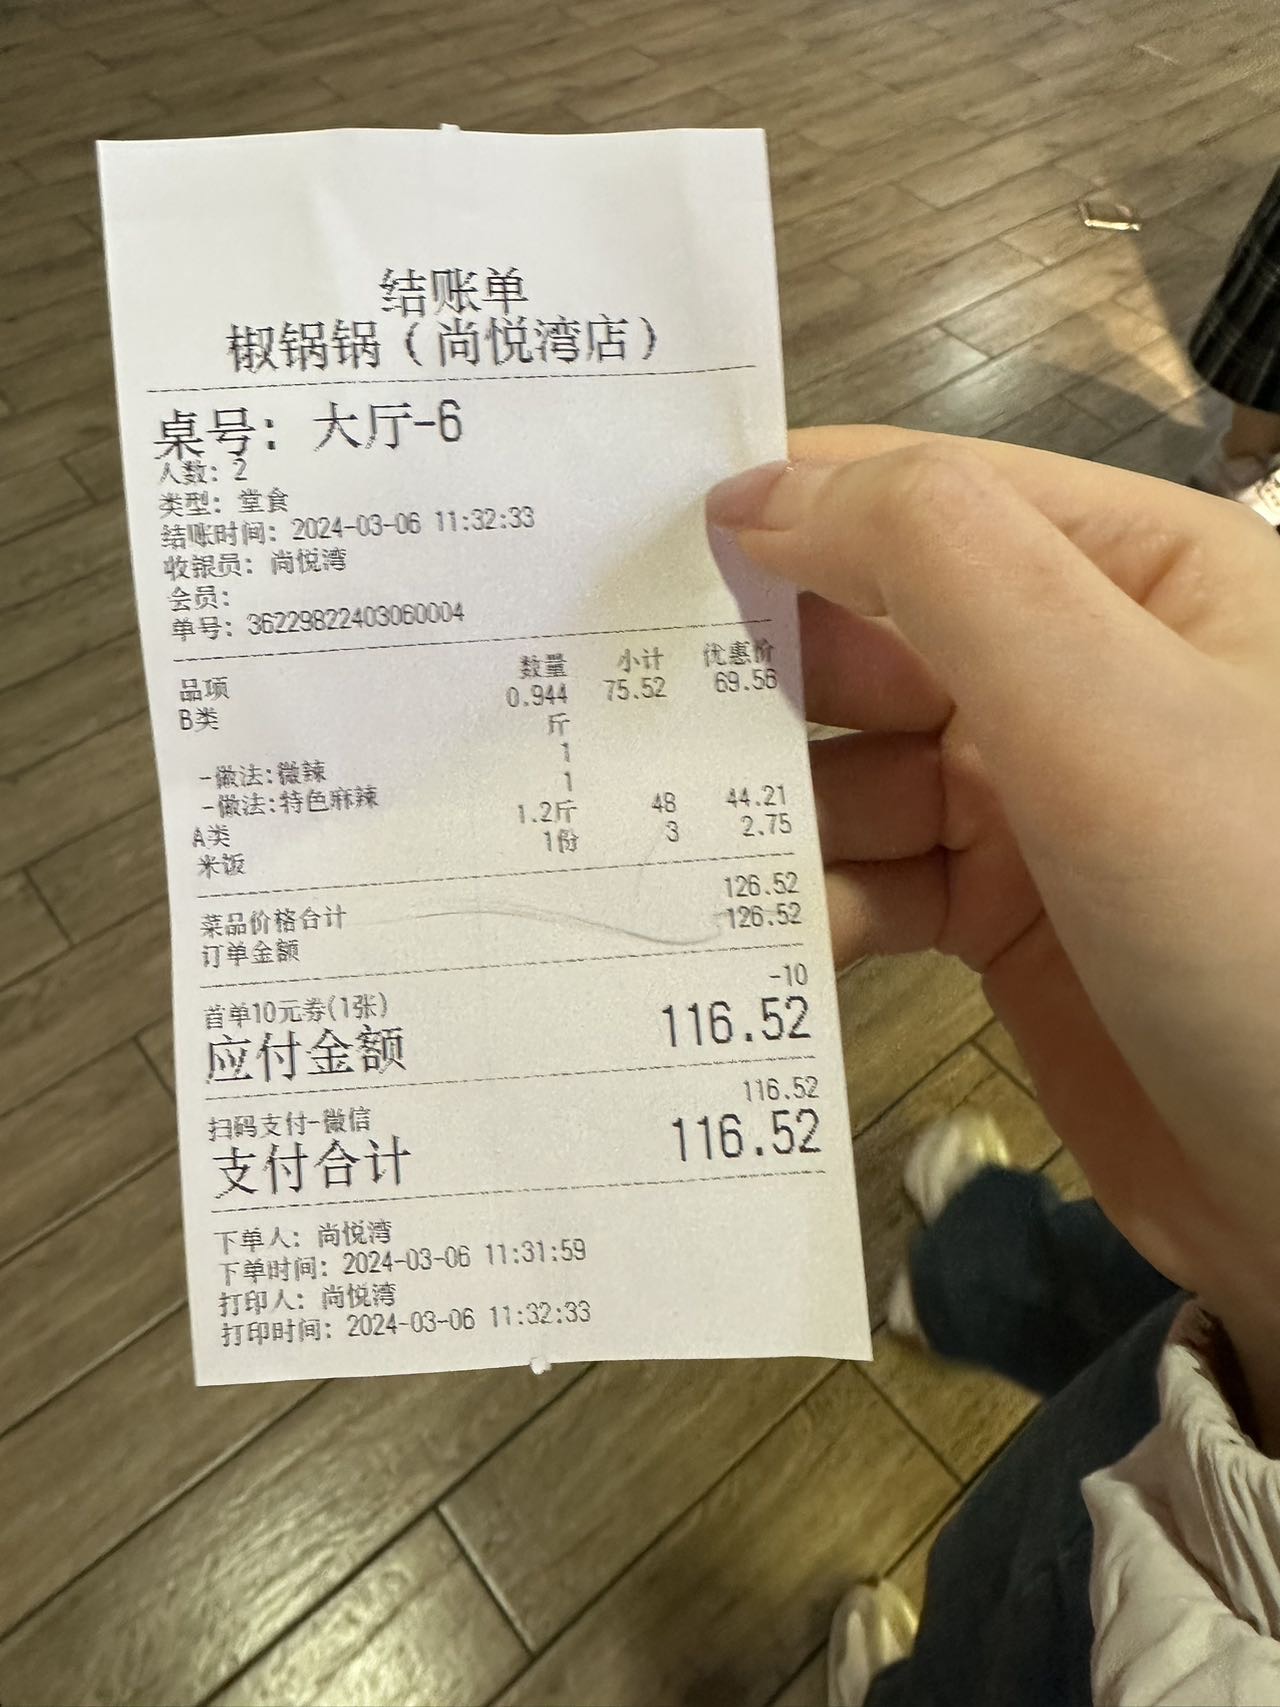 结账单
椒锅锅（尚悦湾店）
桌号：大厅-6
人数：2
类型：堂食
结账时间：2024-03-06 11:32:33
收银员：尚悦湾
会员：
单号：36229822403060004
品项 数量 小计 优惠价
B类 0.944斤 75.52 69.56
-做法:微辣 1
-做法:特色麻辣 1
A类 1.2斤 48 44.21
米饭 1份 3 2.75
菜品价格合计 126.52
订单金额 126.52
首单10元券(1张) -10
应付金额 116.52
扫码支付-微信 116.52
支付合计 116.52
下单人：尚悦湾
下单时间：2024-03-06 11:31:59
打印人：尚悦湾
打印时间：2024-03-06 11:32:33